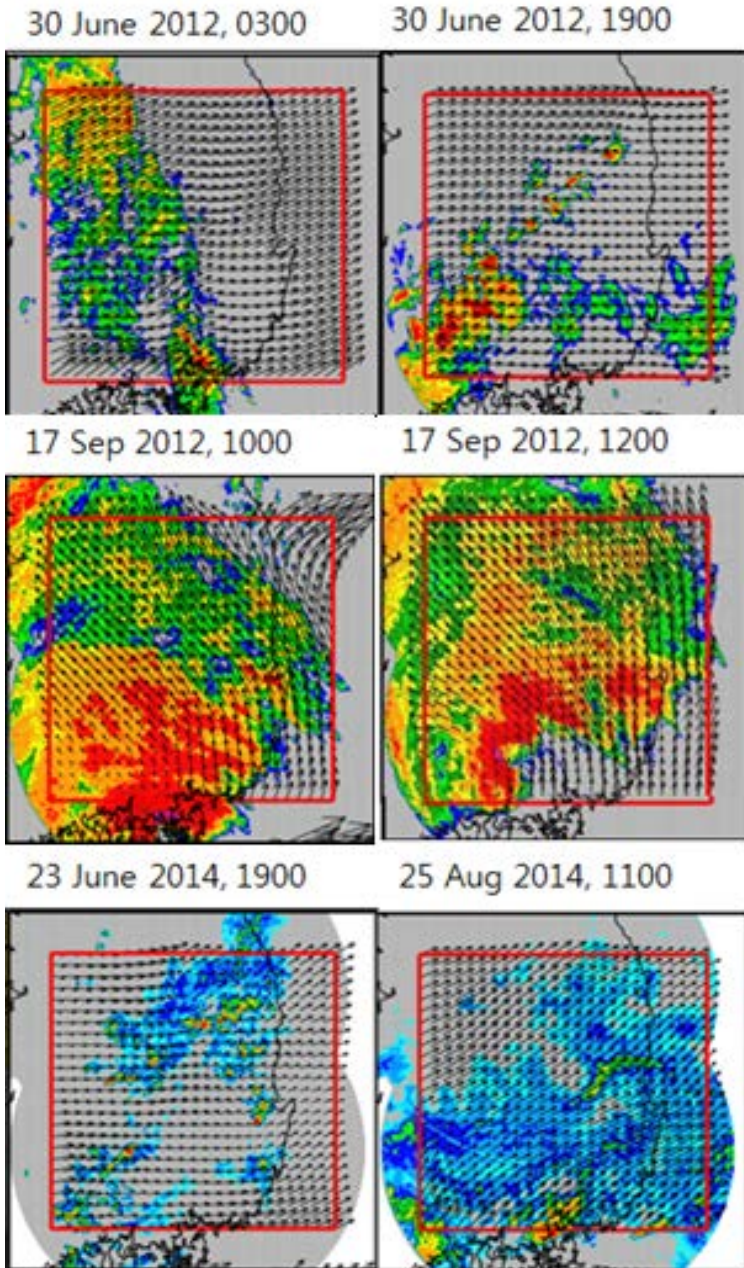 30 June 2012, 0300
30 June 2012, 1900
17 Sep 2012, 1000
17 Sep 2012, 1200
23 June 2014, 1900
25 Aug 2014, 1100